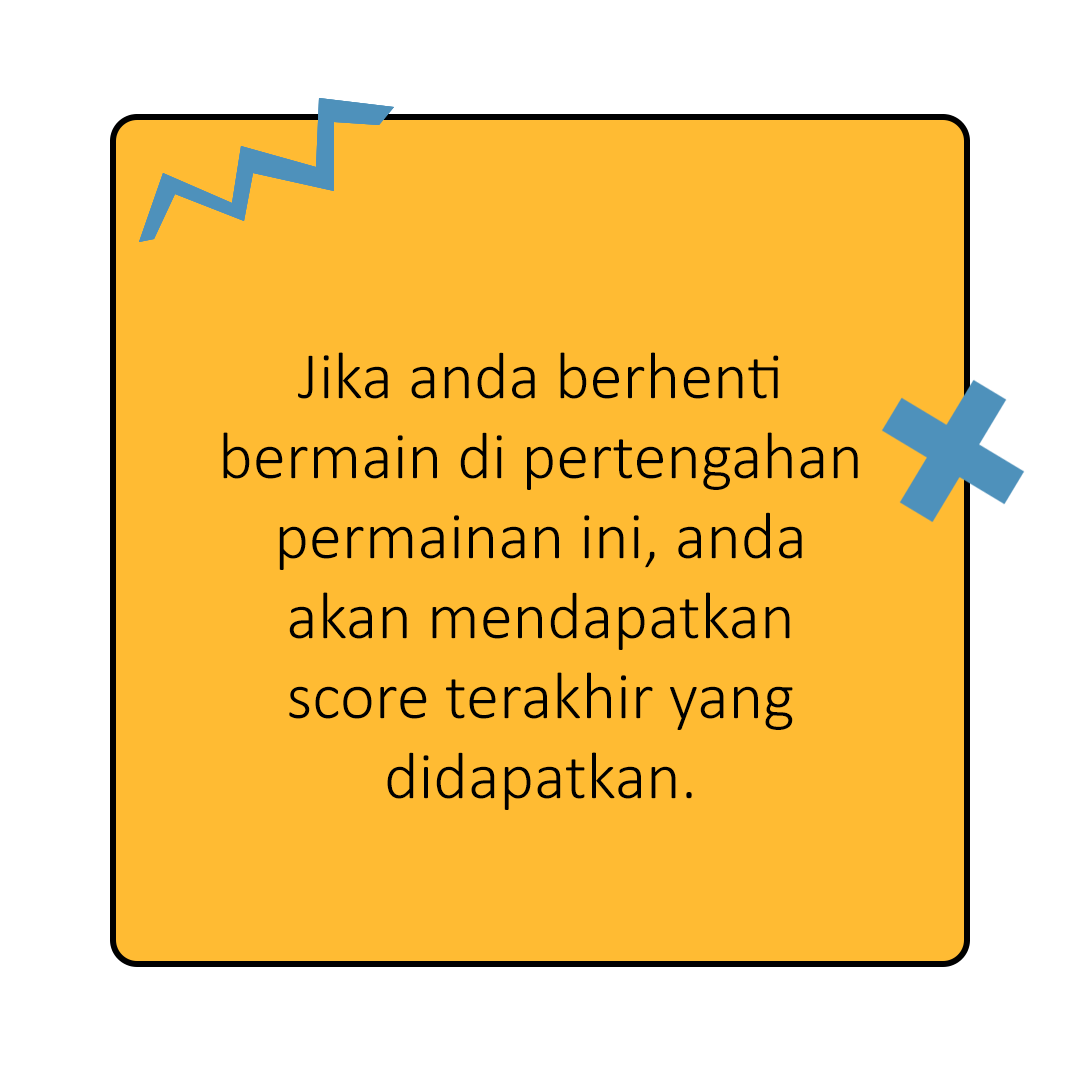 Jika anda berhenti
bermain di pertengahan
permainan ini, anda
akan mendapatkan
score terakhir yang
didapatkan.